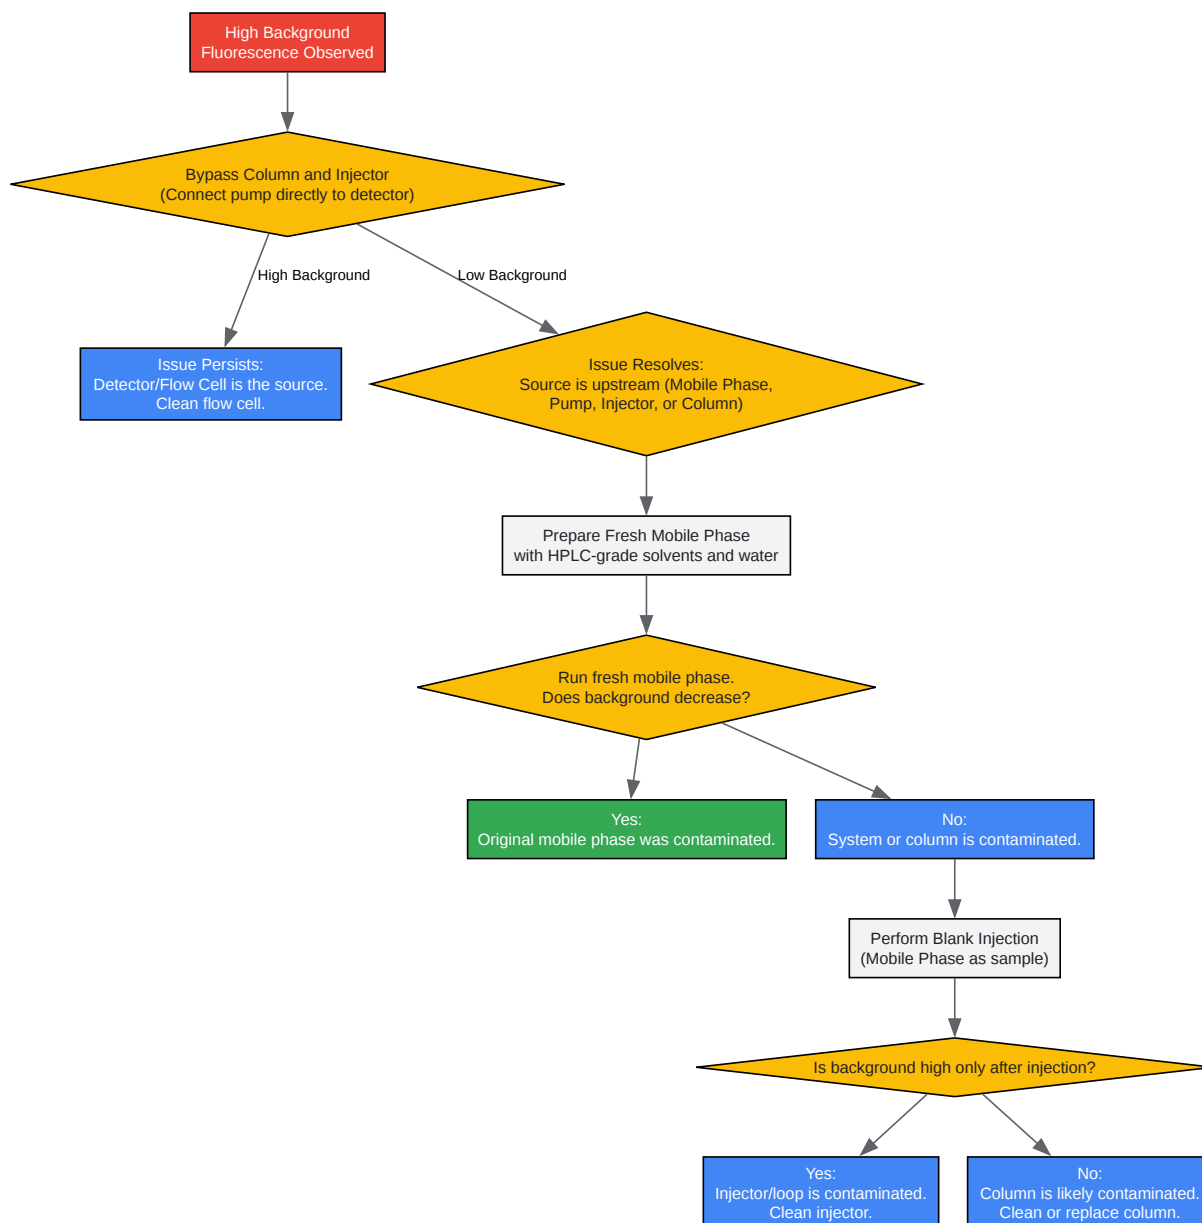 High Background
Fluorescence Observed
Bypass Column and Injector
(Connect pump directly to detector)
High Background
Low Background
Issue Persists:
Detector/Flow Cell is the source.
Clean flow cell.
Issue Resolves:
Source is upstream (Mobile Phase,
Pump, Injector, or Column)
Prepare Fresh Mobile Phase
with HPLC-grade solvents and water
Run fresh mobile phase.
Does background decrease?
Yes:
Original mobile phase was contaminated.
No:
System or column is contaminated.
Perform Blank Injection
(Mobile Phase as sample)
Is background high only after injection?
Yes:
Injector/loop is contaminated.
Clean injector.
No:
Column is likely contaminated.
Clean or replace column.